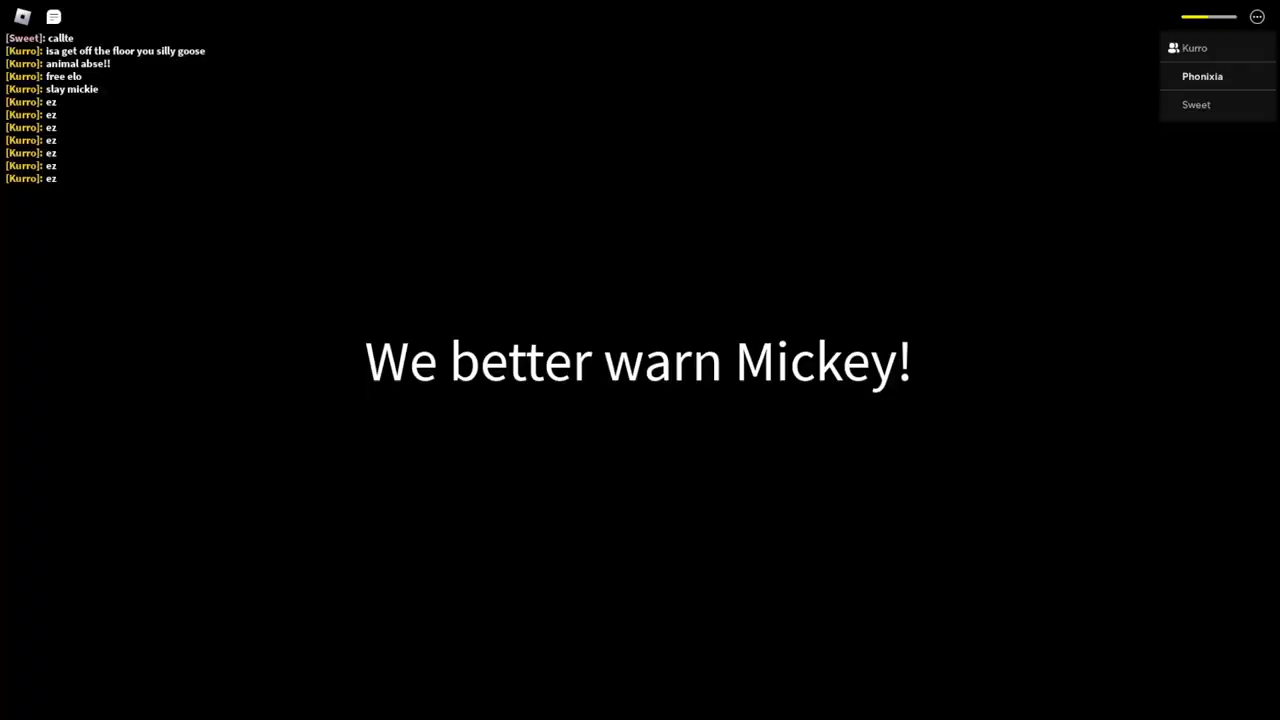 [Sweet]: callte
[Kurro]: isa get off the floor you silly goose
[Kurro]: animal abse!!
[Kurro]: free elo
[Kurro]: slay mickie
[Kurro]: ez
[Kurro]: ez
[Kurro]: ez
[Kurro]: ez
[Kurro]: ez
[Kurro]: ez
[Kurro]: ez
Kurro
Phonixia
Sweet
We better warn Mickey!